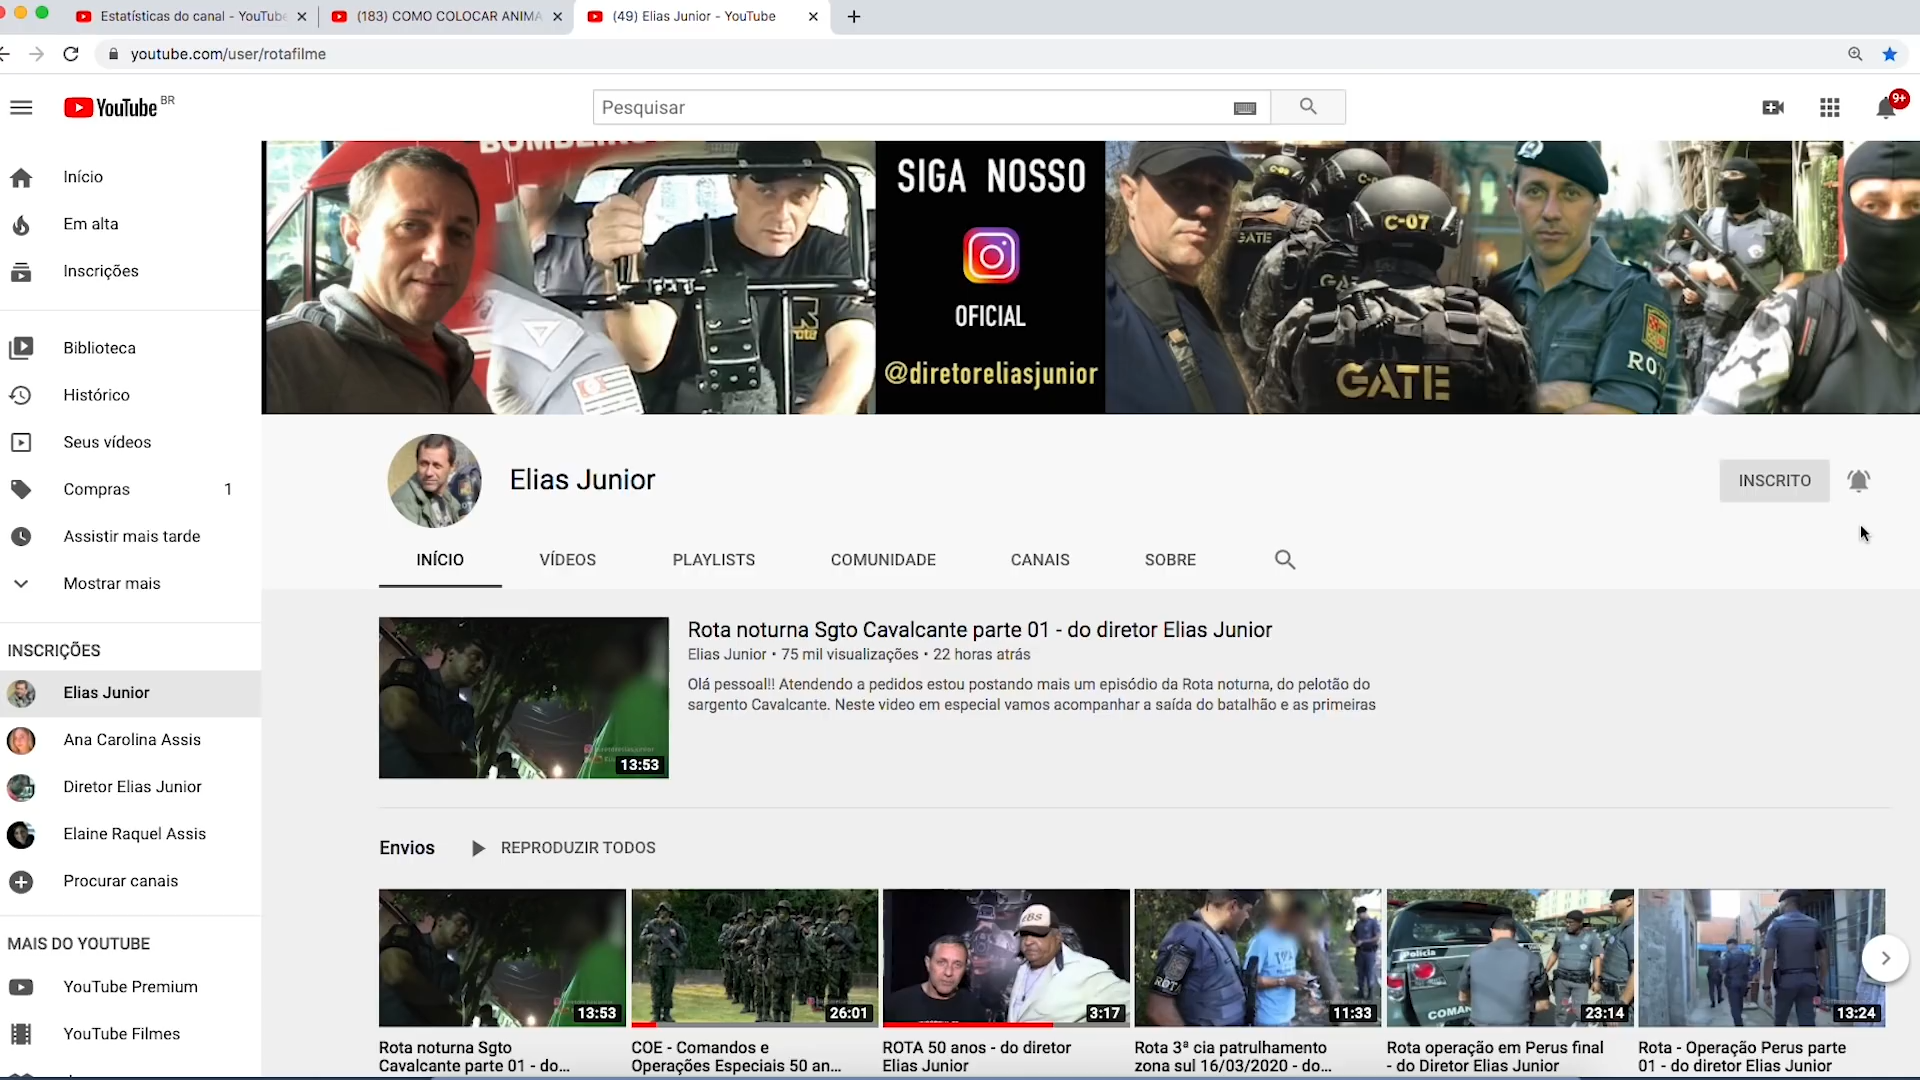 Estatísticas do canal - YouTube
(183) COMO COLOCAR ANIMA
(49) Elias Junior - YouTube
youtube.com/user/rotafilme
YouTube BR
Pesquisar
9+
Início
Em alta
Inscrições
Biblioteca
Histórico
Seus vídeos
Compras 1
Assistir mais tarde
Mostrar mais
INSCRIÇÕES
Elias Junior
Ana Carolina Assis
Diretor Elias Junior
Elaine Raquel Assis
Procurar canais
MAIS DO YOUTUBE
YouTube Premium
YouTube Filmes
SIGA NOSSO
OFICIAL
@diretoreliasjunior
C-07
GATE
GATE
Elias Junior
INSCRITO
INÍCIO
VÍDEOS
PLAYLISTS
COMUNIDADE
CANAIS
SOBRE
13:53
Rota noturna Sgto Cavalcante parte 01 - do diretor Elias Junior
Elias Junior • 75 mil visualizações • 22 horas atrás
Olá pessoal!! Atendendo a pedidos estou postando mais um episódio da Rota noturna, do pelotão do
sargento Cavalcante. Neste video em especial vamos acompanhar a saída do batalhão e as primeiras
Envios
REPRODUZIR TODOS
13:53
Rota noturna Sgto
Cavalcante parte 01 - do...
26:01
COE - Comandos e
Operações Especiais 50 an...
3:17
ROTA 50 anos - do diretor
Elias Junior
11:33
Rota 3ª cia patrulhamento
zona sul 16/03/2020 - do...
Polícia
23:14
Rota operação em Perus final
- do Diretor Elias Junior
13:24
Rota - Operação Perus parte
01 - do diretor Elias Junior